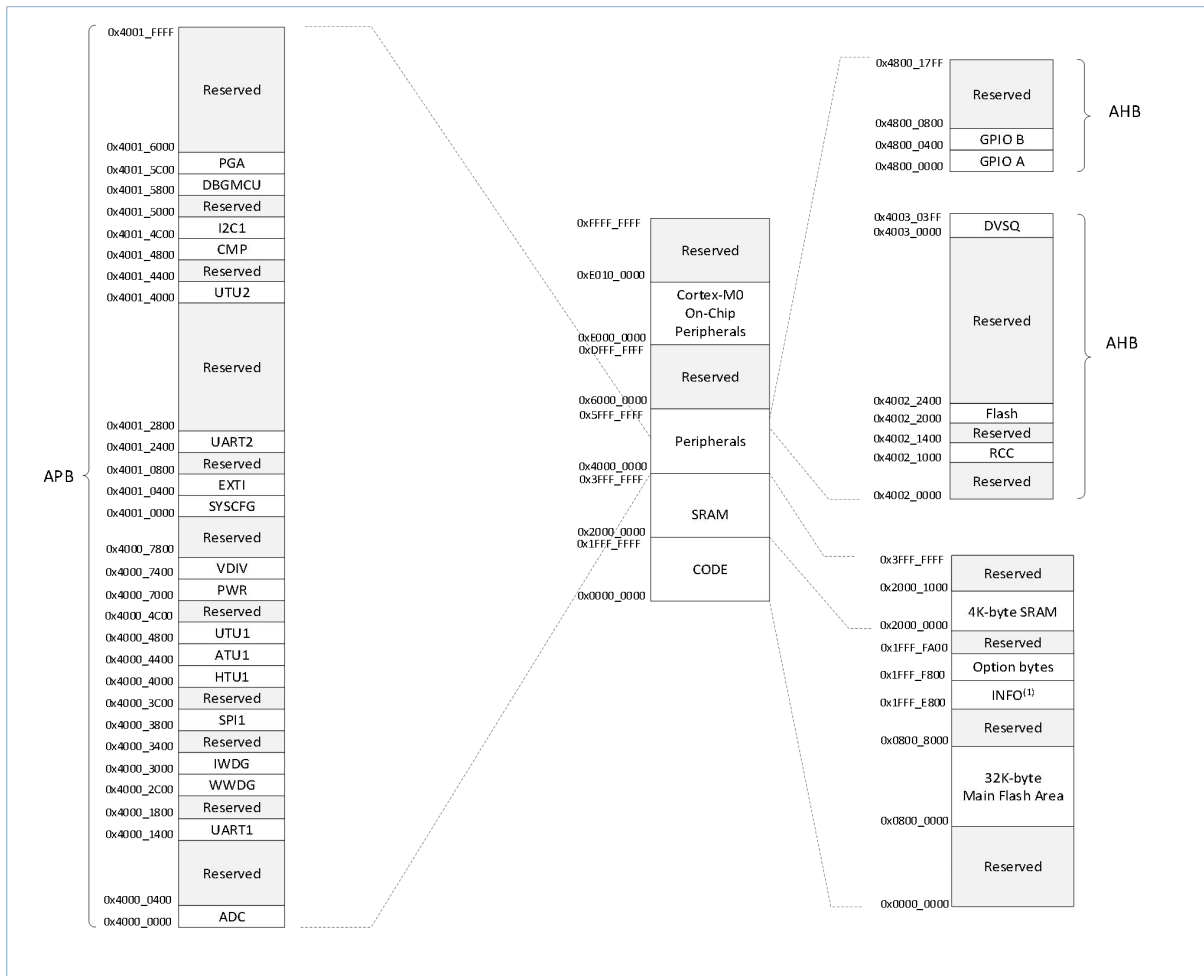 0x4001_FFFF
Reserved
0x4001_6000
PGA
0x4001_5C00
DBGMCU
0x4001_5800
Reserved
0x4001_5000
I2C1
0x4001_4C00
CMP
0x4001_4800
Reserved
0x4001_4400
UTU2
0x4001_4000
Reserved
0x4001_2800
UART2
0x4001_2400
Reserved
0x4001_0800
EXTI
0x4001_0400
SYSCFG
0x4001_0000
Reserved
0x4000_7800
VDIV
0x4000_7400
PWR
0x4000_7000
Reserved
0x4000_4C00
UTU1
0x4000_4800
ATU1
0x4000_4400
HTU1
0x4000_4000
Reserved
0x4000_3C00
SPI1
0x4000_3800
Reserved
0x4000_3400
IWDG
0x4000_3000
WWDG
0x4000_2C00
Reserved
0x4000_1800
UART1
0x4000_1400
Reserved
0x4000_0400
ADC
0x4000_0000
APB
0xFFFF_FFFF
Reserved
0xE010_0000
Cortex-M0
On-Chip
Peripherals
0xE000_0000
0xDFFF_FFFF
Reserved
0x6000_0000
0x5FFF_FFFF
Peripherals
0x4000_0000
0x3FFF_FFFF
SRAM
0x2000_0000
0x1FFF_FFFF
CODE
0x0000_0000
0x4800_17FF
Reserved
0x4800_0800
GPIO B
0x4800_0400
GPIO A
0x4800_0000
AHB
0x4003_03FF
DVSQ
0x4003_0000
Reserved
0x4002_2400
Flash
0x4002_2000
Reserved
0x4002_1400
RCC
0x4002_1000
Reserved
0x4002_0000
AHB
0x3FFF_FFFF
Reserved
0x2000_1000
4K-byte SRAM
0x2000_0000
Reserved
0x1FFF_FA00
Option bytes
0x1FFF_F800
INFO(1)
0x1FFF_E800
Reserved
0x0800_8000
32K-byte
Main Flash Area
0x0800_0000
Reserved
0x0000_0000